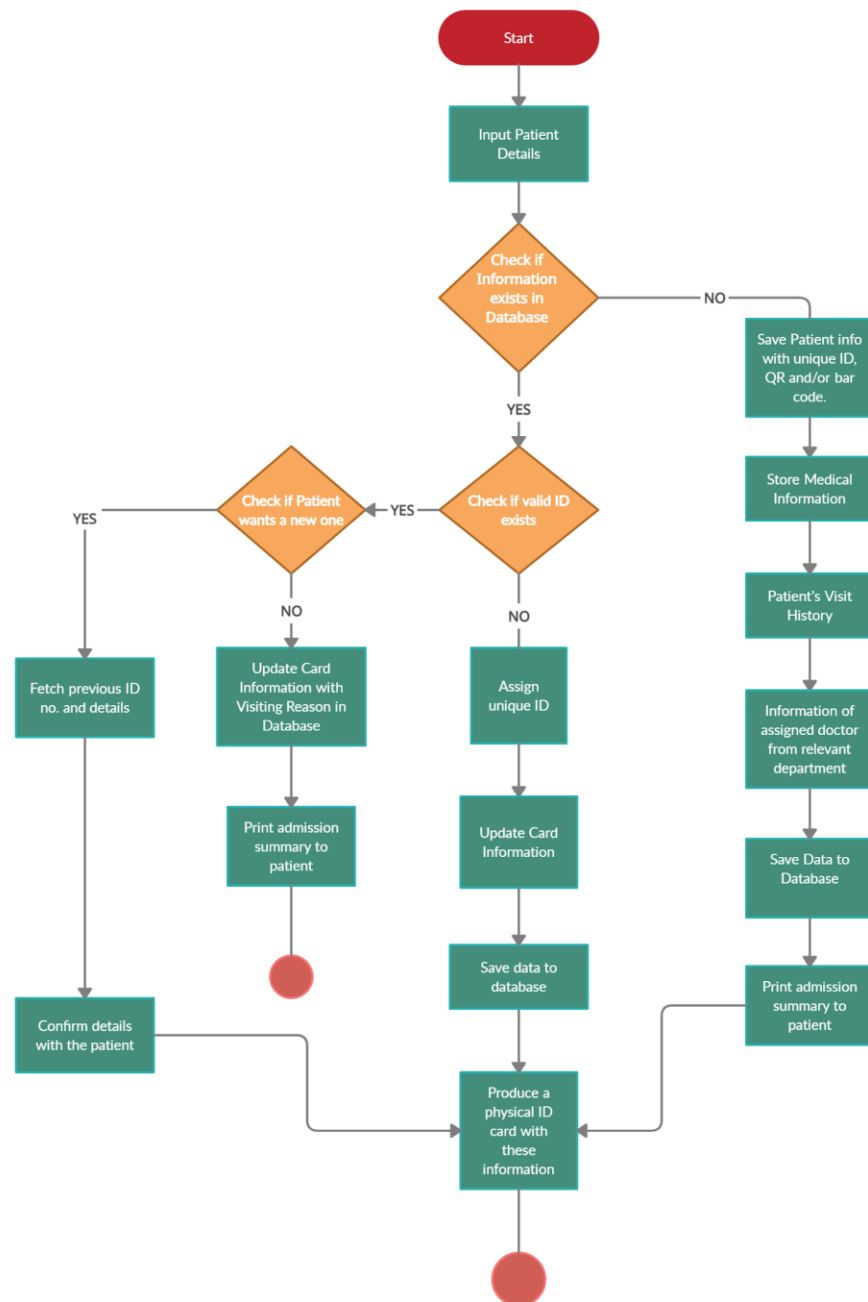 Start
Input Patient
Details
Check if
Information
exists in
Database
NO
Save Patient info
with unique ID,
QR and/or bar
code.
YES
Check if Patient
wants a new one
YES
Check if valid ID
exists
Store Medical
Information
YES
NO
NO
Patient's Visit
History
Fetch previous ID
no. and details
Update Card
Information with
Visiting Reason in
Database
Assign
unique ID
Information of
assigned doctor
from relevant
department
Print admission
summary to
patient
Update Card
Information
Save Data to
Database
Save data to
database
Print admission
summary to
patient
Confirm details
with the patient
Produce a
physical ID
card with
these
information